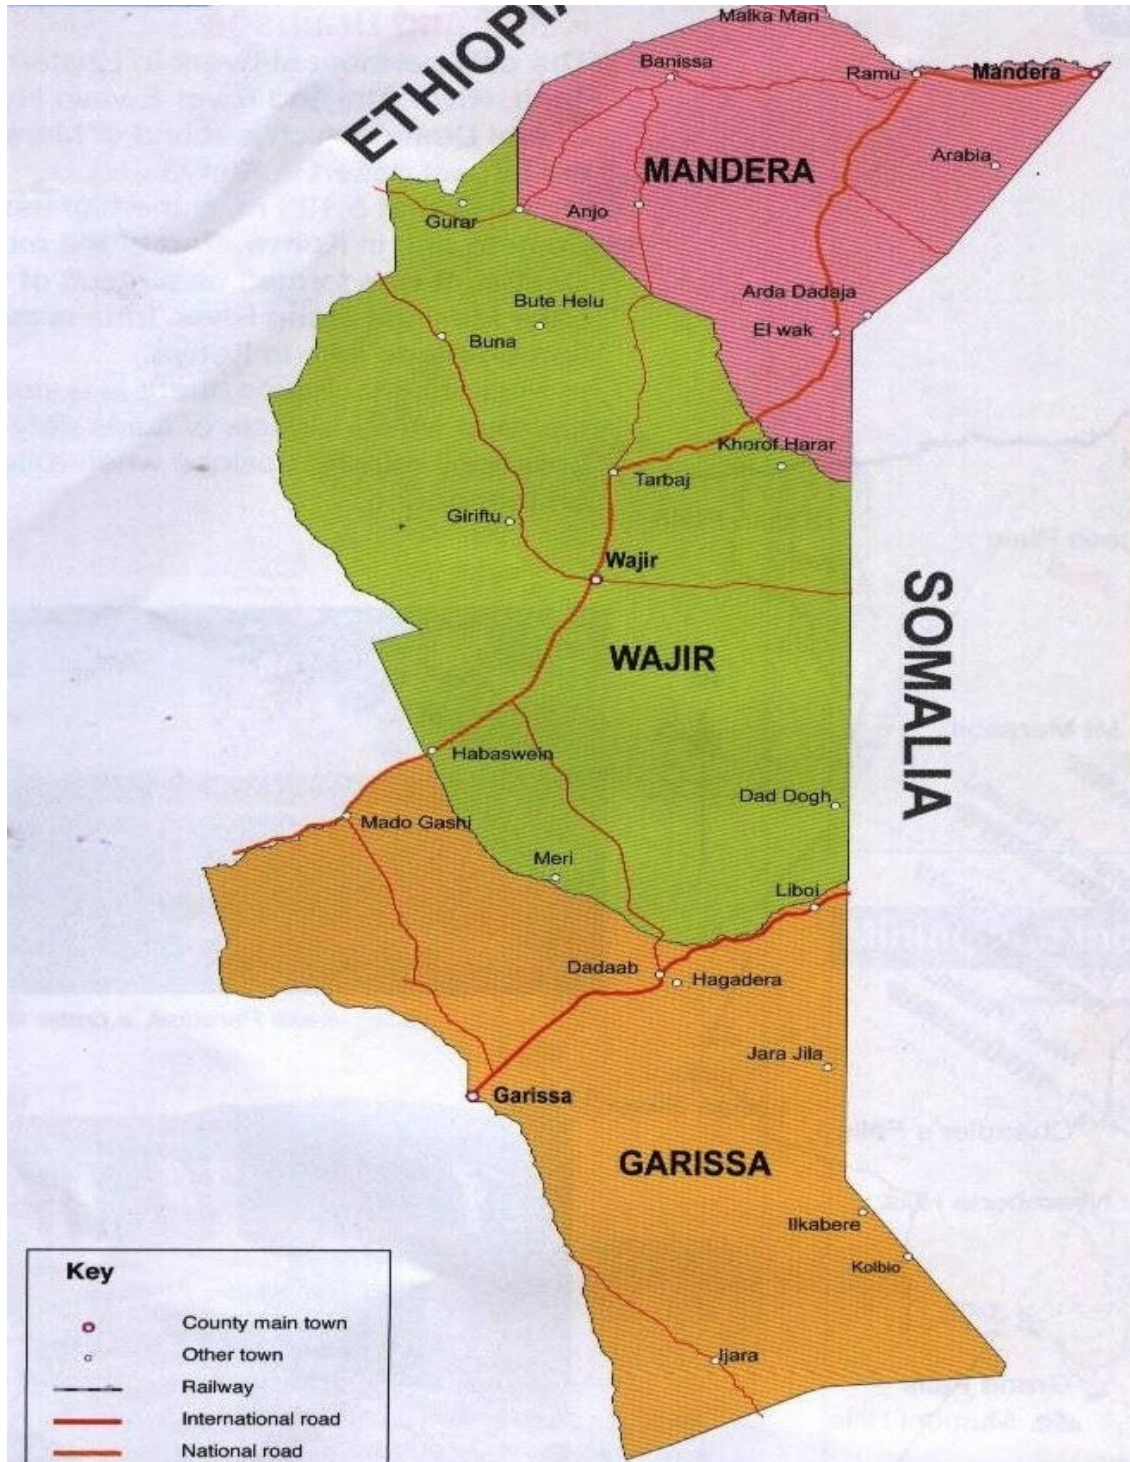 ETHIOPIA
Malka Mari
Banissa
Ramu
Mandera
MANDERA
Arabia
Gurar
Anjo
Bute Helu
Arda Dadaja
Buna
El wak
Khorof Harar
Tarbaj
Giriftu
Wajir
SOMALIA
WAJIR
Habaswein
Dad Dogh
Mado Gashi
Meri
Liboi
Dadaab
Hagadera
Jara Jila
Garissa
GARISSA
Ilkabere
Kolbio
Ijara
Key
County main town
Other town
Railway
International road
National road